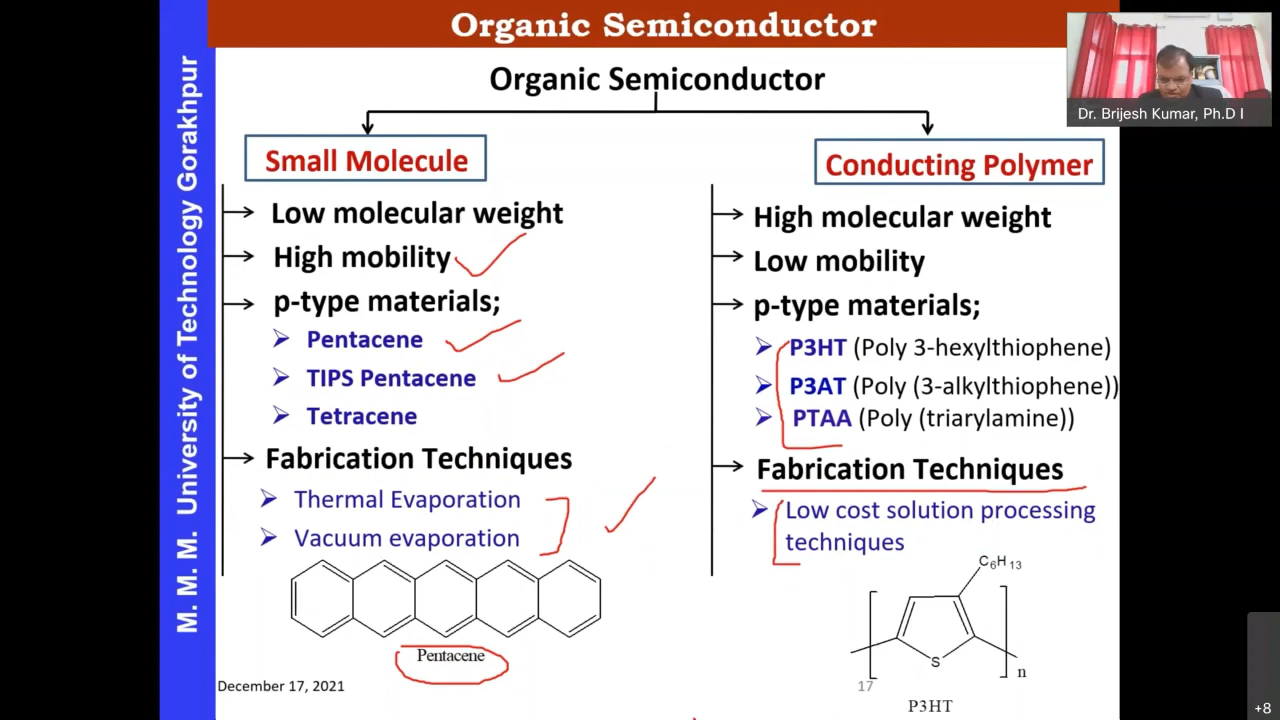 Organic Semiconductor
Dr. Brijesh Kumar, Ph.D I
M. M. M. University of Technology Gorakhpur
Organic Semiconductor
Small Molecule
Low molecular weight
High mobility
p-type materials;
Pentacene
TIPS Pentacene
Tetracene
Fabrication Techniques
Thermal Evaporation
Vacuum evaporation
Pentacene
December 17, 2021
Conducting Polymer
High molecular weight
Low mobility
p-type materials;
P3HT (Poly 3-hexylthiophene)
P3AT (Poly (3-alkylthiophene))
PTAA (Poly (triarylamine))
Fabrication Techniques
Low cost solution processing
techniques
C6H13
S
n
17
P3HT
+8